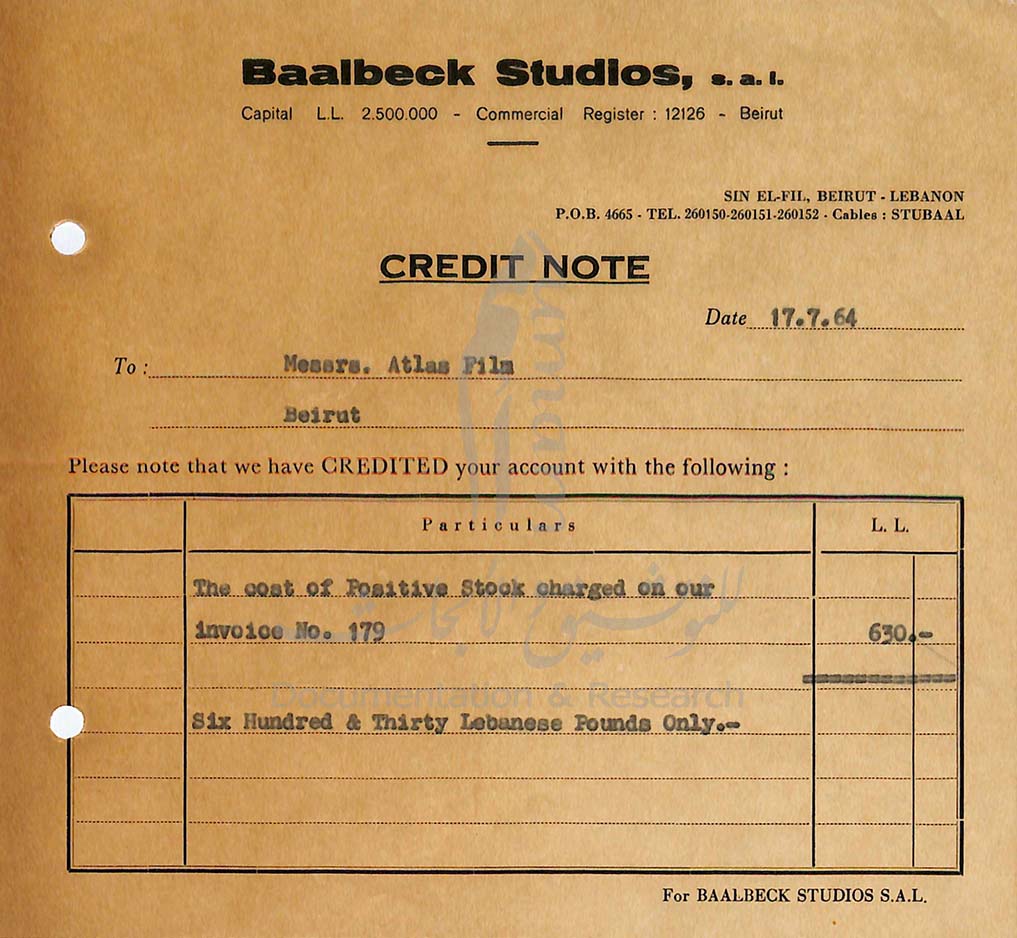 Baalbeck Studios, s.a.l.
Capital L.L. 2.500.000 - Commercial Register : 12126 - Beirut
SIN EL-FIL, BEIRUT - LEBANON
P.O.B. 4665 - TEL. 260150-260151-260152 - Cables : STUBAAL
CREDIT NOTE
Date 17.7.64
To : Messrs. Atlas Film
Beirut
Please note that we have CREDITED your account with the following :
Particulars L. L.
The cost of Positive Stock charged on our
invoice No. 179 630.-
Documentation & Research
Six Hundred & Thirty Lebanese Pounds Only.-
For BAALBECK STUDIOS S.A.L.